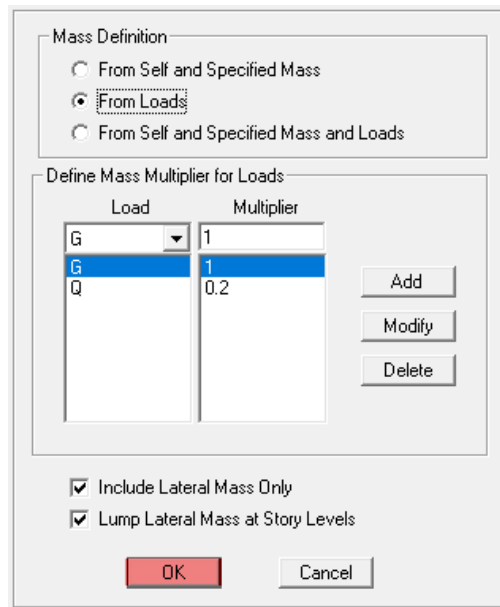 Mass Definition
From Self and Specified Mass
From Loads
From Self and Specified Mass and Loads
Define Mass Multiplier for Loads
Load Multiplier
G 1
G 1
Q 0.2
Add
Modify
Delete
Include Lateral Mass Only
Lump Lateral Mass at Story Levels
OK Cancel